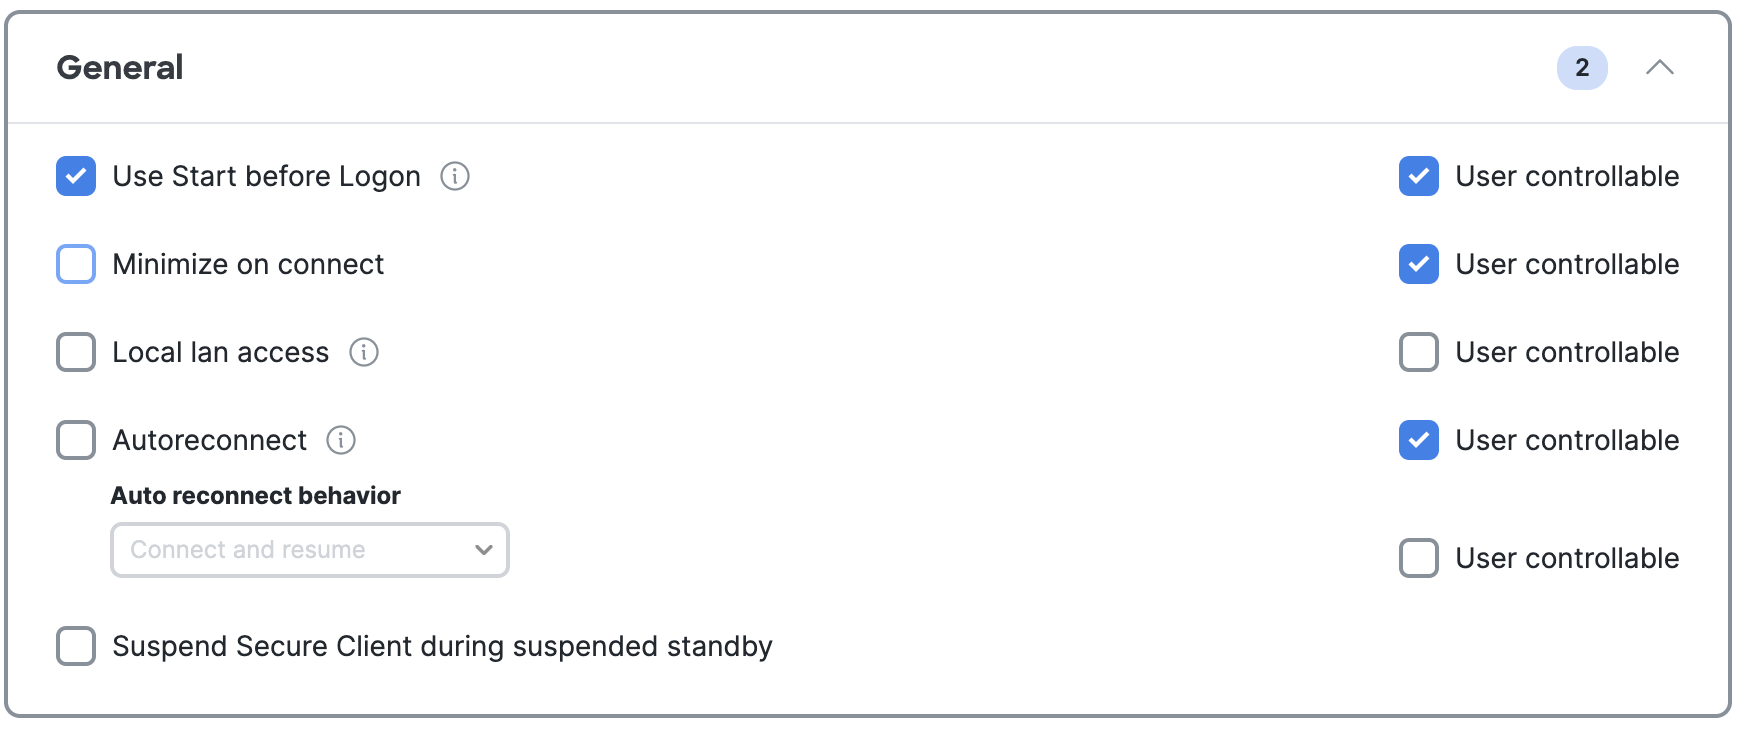 General 2
Use Start before Logon User controllable
Minimize on connect User controllable
Local lan access User controllable
Autoreconnect User controllable
Auto reconnect behavior
Connect and resume
User controllable
Suspend Secure Client during suspended standby